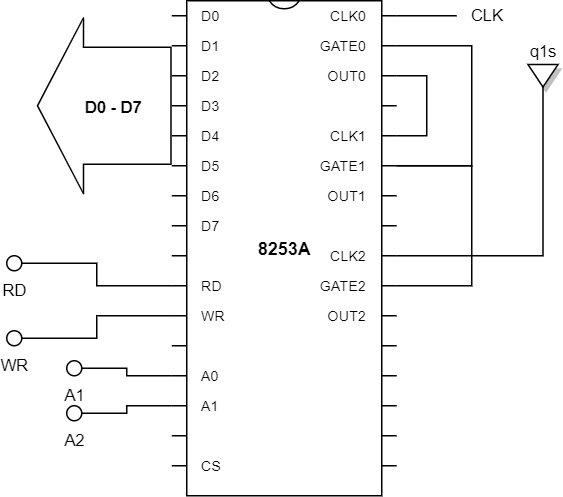 D0 CLK0 CLK
D1 GATE0
q1s
D2 OUT0
D0 - D7 D3
D4 CLK1
D5 GATE1
D6 OUT1
D7
8253A
CLK2
RD GATE2
RD
WR OUT2
WR
A0
A1
A1
A2
CS